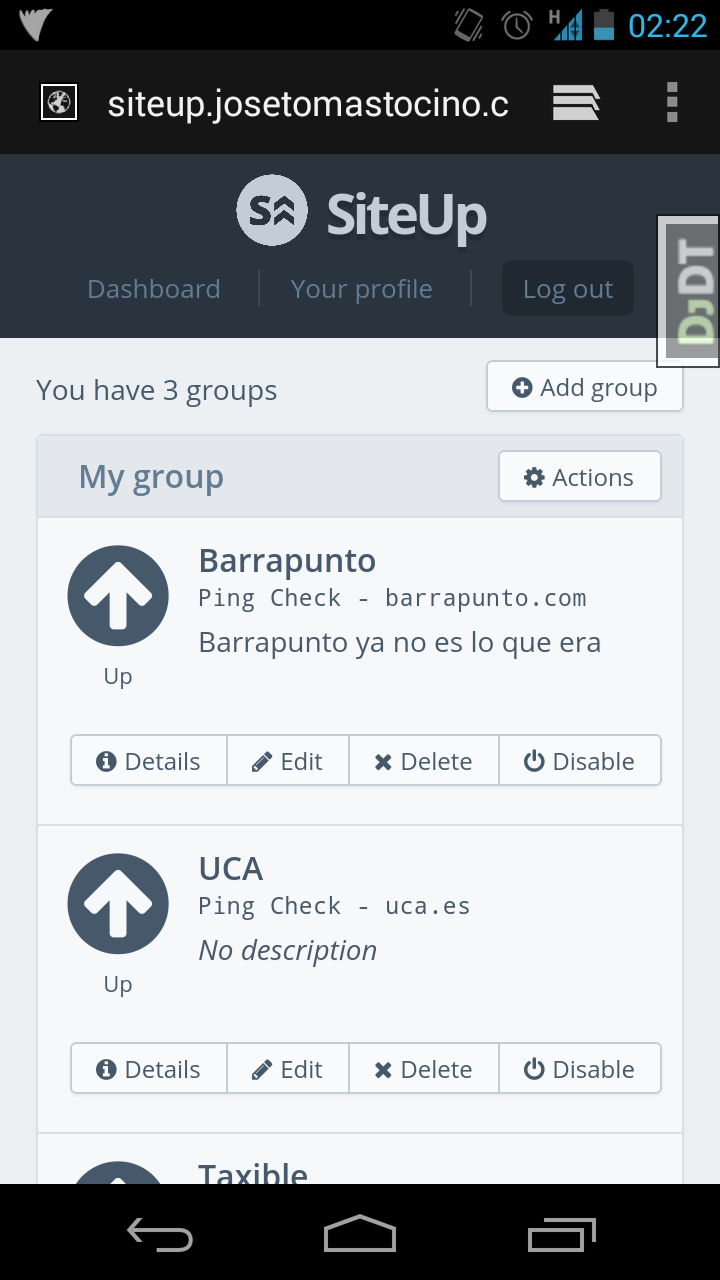 H
02:22
siteup.josetomastocino.c
S SiteUp
Dashboard Your profile Log out
DJDT
You have 3 groups
Add group
My group
Actions
Barrapunto
Ping Check - barrapunto.com
Barrapunto ya no es lo que era
Up
Details Edit Delete Disable
UCA
Ping Check - uca.es
No description
Up
Details Edit Delete Disable
Taxible